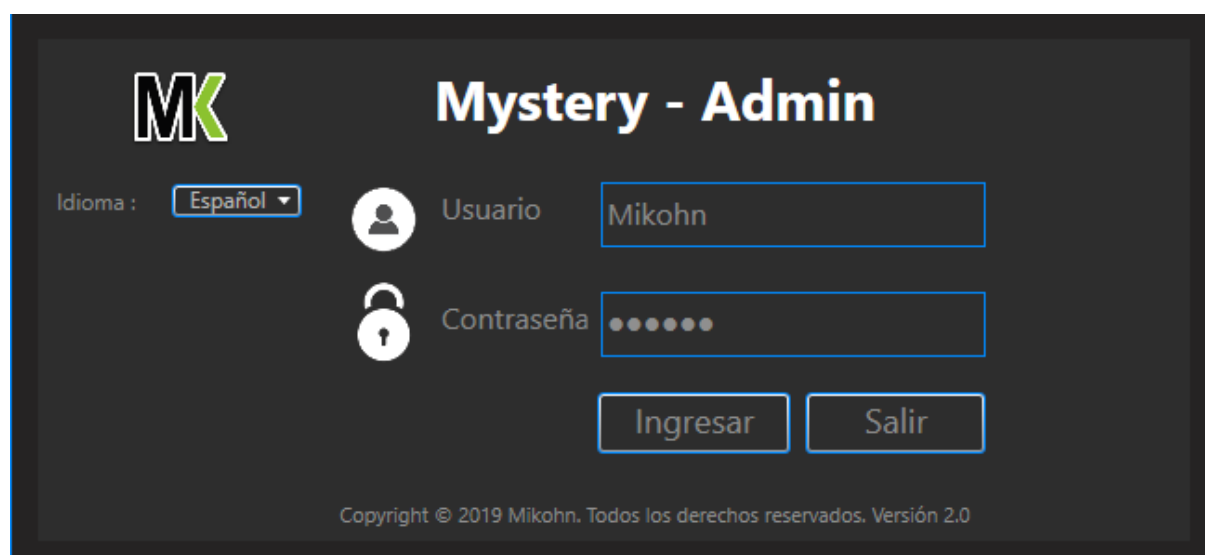 MK
Mystery - Admin
Idioma :
Español
Usuario
Mikohn
Contraseña
●●●●●●
Ingresar
Salir
Copyright © 2019 Mikohn. Todos los derechos reservados. Versión 2.0